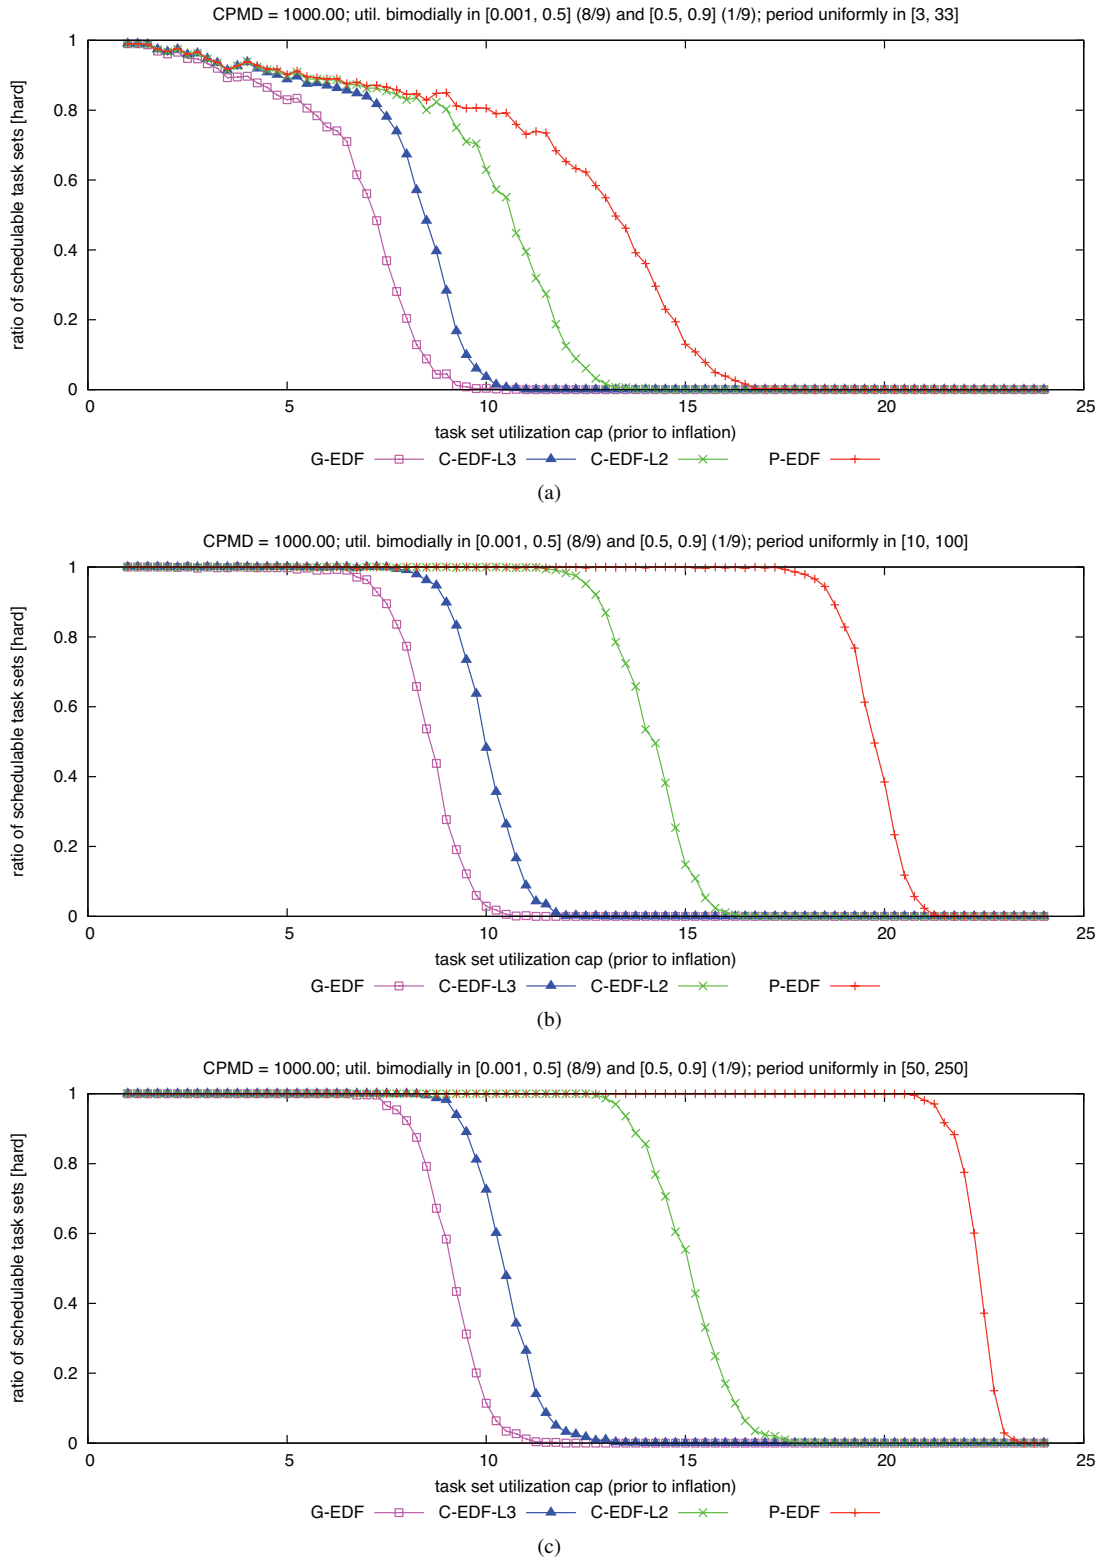 CPMD = 1000.00; util. bimodially in [0.001, 0.5] (8/9) and [0.5, 0.9] (1/9); period uniformly in [3, 33]
ratio of schedulable task sets [hard]
1
0.8
0.6
0.4
0.2
0
0 5 10 15 20 25
task set utilization cap (prior to inflation)
G-EDF C-EDF-L3 C-EDF-L2 P-EDF
(a)
CPMD = 1000.00; util. bimodially in [0.001, 0.5] (8/9) and [0.5, 0.9] (1/9); period uniformly in [10, 100]
ratio of schedulable task sets [hard]
1
0.8
0.6
0.4
0.2
0
0 5 10 15 20 25
task set utilization cap (prior to inflation)
G-EDF C-EDF-L3 C-EDF-L2 P-EDF
(b)
CPMD = 1000.00; util. bimodially in [0.001, 0.5] (8/9) and [0.5, 0.9] (1/9); period uniformly in [50, 250]
ratio of schedulable task sets [hard]
1
0.8
0.6
0.4
0.2
0
0 5 10 15 20 25
task set utilization cap (prior to inflation)
G-EDF C-EDF-L3 C-EDF-L2 P-EDF
(c)